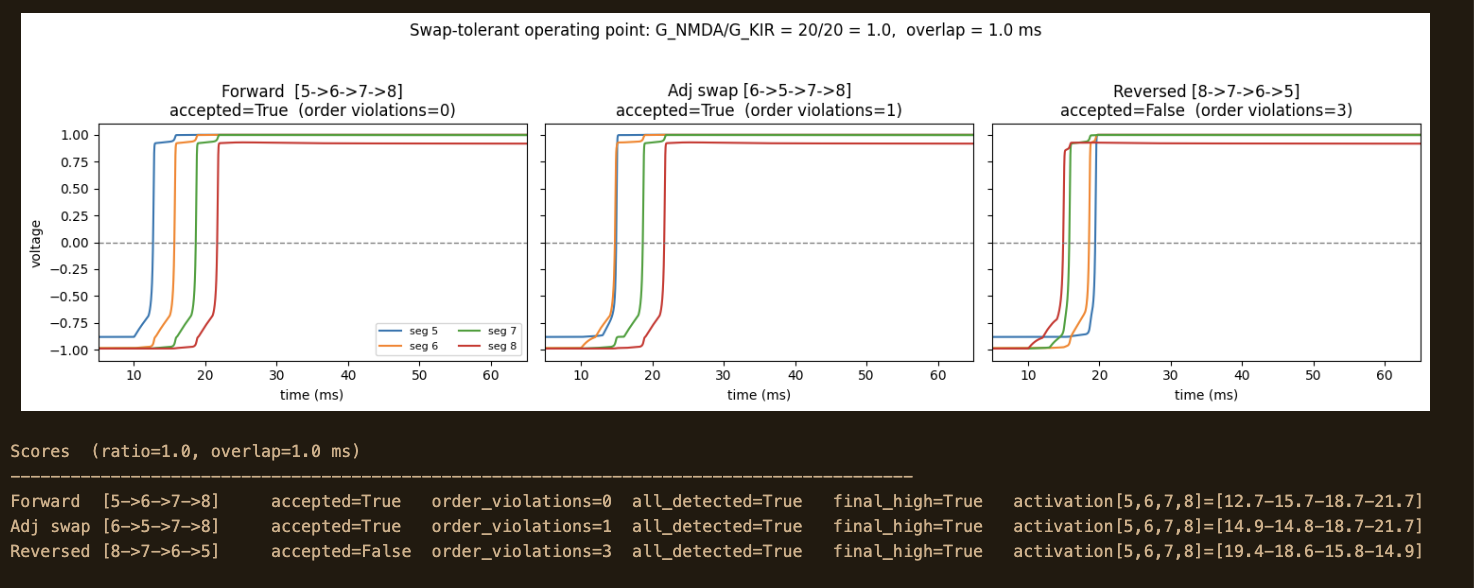 Swap-tolerant operating point: G_NMDA/G_KIR = 20/20 = 1.0,  overlap = 1.0 ms
Forward  [5->6->7->8]
accepted=True  (order violations=0)
Adj swap [6->5->7->8]
accepted=True  (order violations=1)
Reversed [8->7->6->5]
accepted=False  (order violations=3)
voltage
1.00
0.75
0.50
0.25
0.00
−0.25
−0.50
−0.75
−1.00
seg 5
seg 6
seg 7
seg 8
10 20 30 40 50 60
10 20 30 40 50 60
10 20 30 40 50 60
time (ms)
time (ms)
time (ms)
Scores  (ratio=1.0, overlap=1.0 ms)
Forward  [5->6->7->8]     accepted=True   order_violations=0  all_detected=True   final_high=True   activation[5,6,7,8]=[12.7-15.7-18.7-21.7]
Adj swap [6->5->7->8]     accepted=True   order_violations=1  all_detected=True   final_high=True   activation[5,6,7,8]=[14.9-14.8-18.7-21.7]
Reversed [8->7->6->5]     accepted=False  order_violations=3  all_detected=True   final_high=True   activation[5,6,7,8]=[19.4-18.6-15.8-14.9]